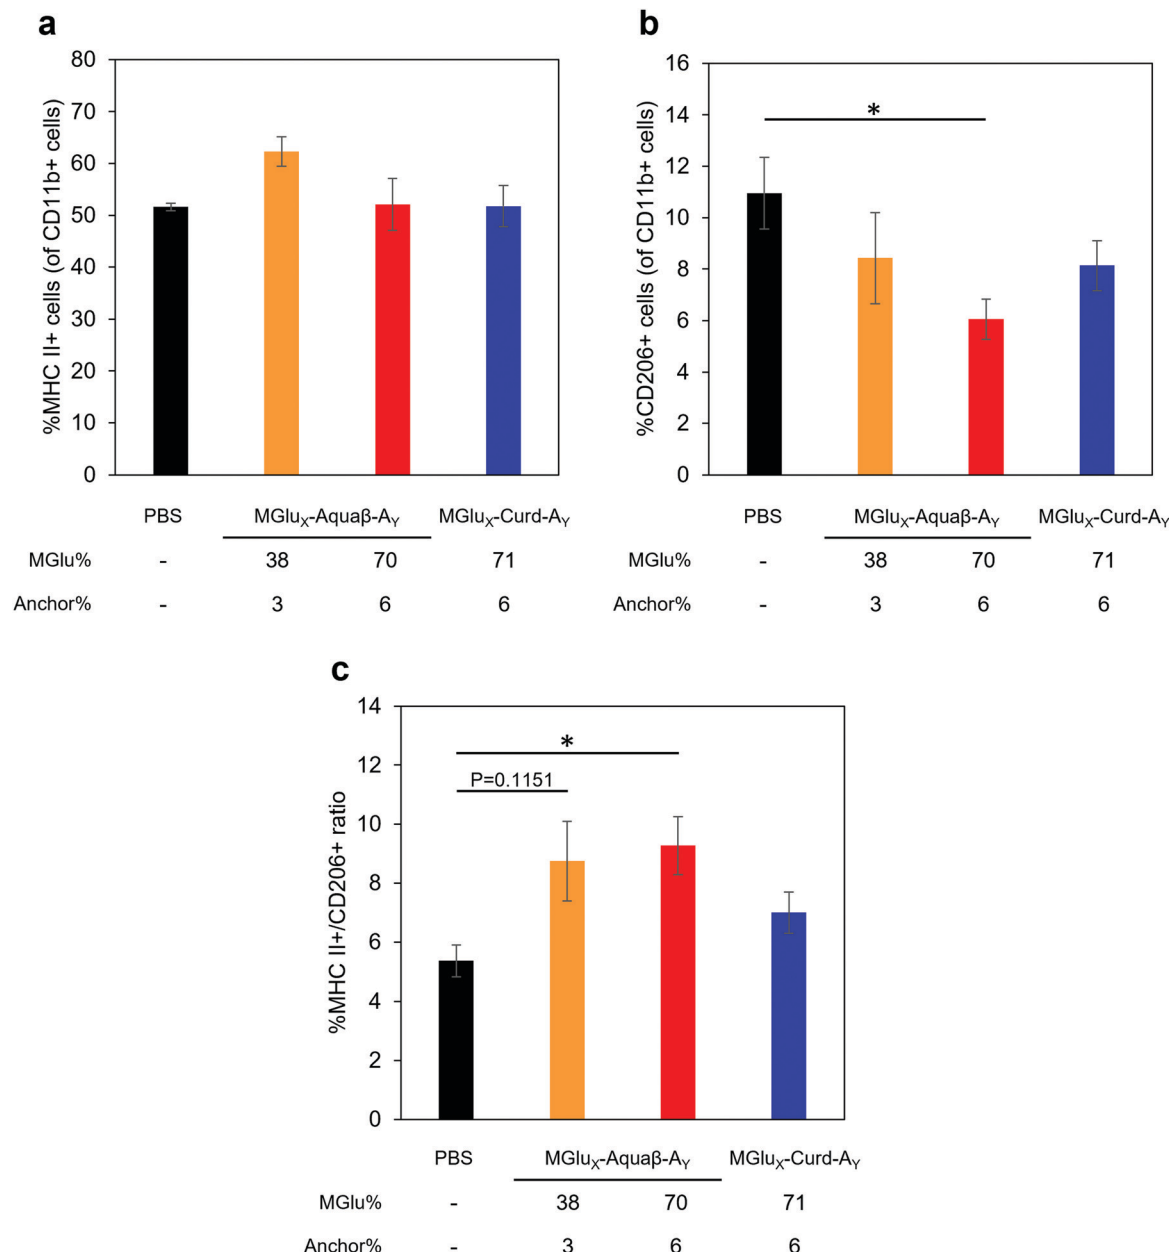 a
%MHC II+ cells (of CD11b+ cells)
80
70
60
50
40
30
20
10
0
PBS MGluX-Aquaβ-AY MGluX-Curd-AY
MGlu% - 38 70 71
Anchor% - 3 6 6
b
%CD206+ cells (of CD11b+ cells)
16
14
12
10
8
6
4
2
0
*
PBS MGluX-Aquaβ-AY MGluX-Curd-AY
MGlu% - 38 70 71
Anchor% - 3 6 6
c
%MHC II+/CD206+ ratio
14
12
10
8
6
4
2
0
*
P=0.1151
PBS MGluX-Aquaβ-AY MGluX-Curd-AY
MGlu% - 38 70 71
Anchor% - 3 6 6